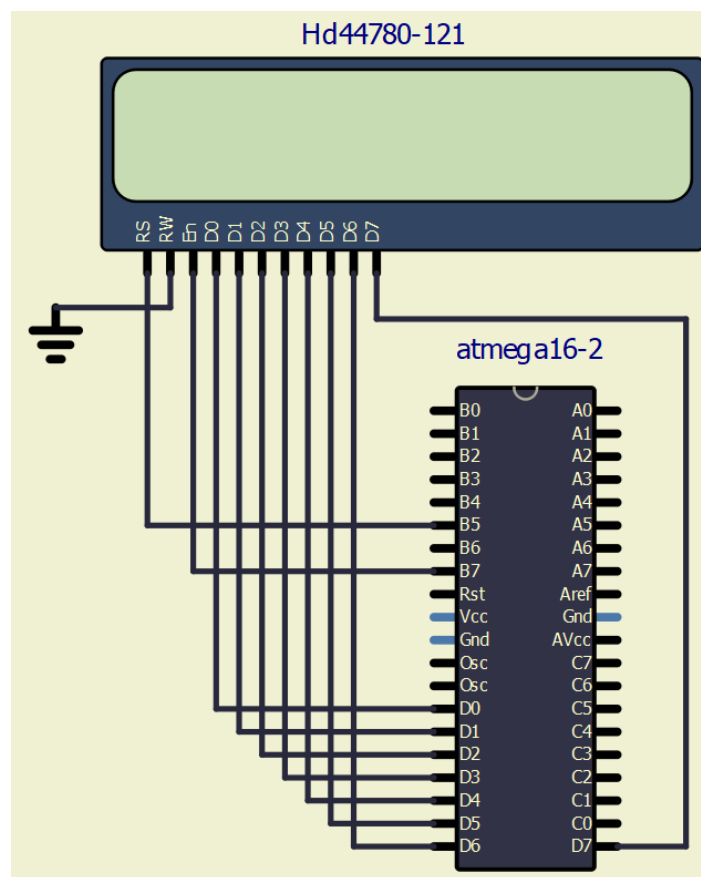 Hd44780-121
RS RW En D0 D1 D2 D3 D4 D5 D6 D7
atmega16-2
B0 A0
B1 A1
B2 A2
B3 A3
B4 A4
B5 A5
B6 A6
B7 A7
Rst Aref
Vcc Gnd
Gnd AVcc
Osc C7
Osc C6
D0 C5
D1 C4
D2 C3
D3 C2
D4 C1
D5 C0
D6 D7